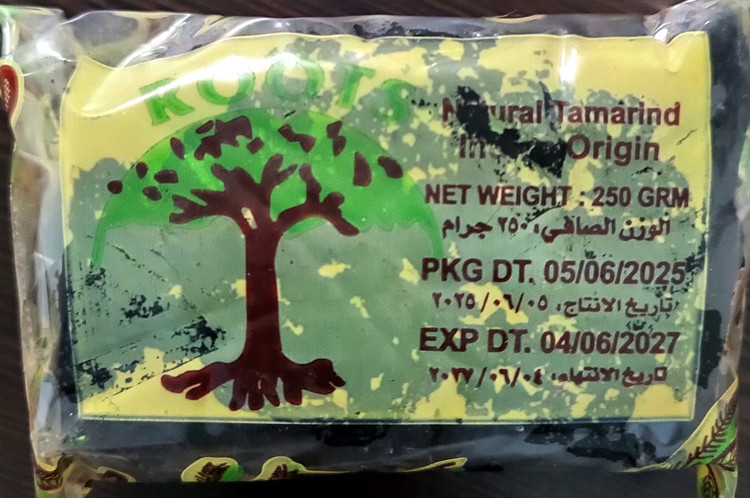 ROOTS
Natural Tamarind
Origin
NET WEIGHT : 250 GRM
الوزن الصافي: ٢٥٠ جرام
PKG DT. 05/06/2025
تاريخ الانتاج: ٢٠٢٥/٠٦/٠٥
EXP DT. 04/06/2027
تاريخ الانتهاء: ٢٠٢٧/٠٦/٠٤